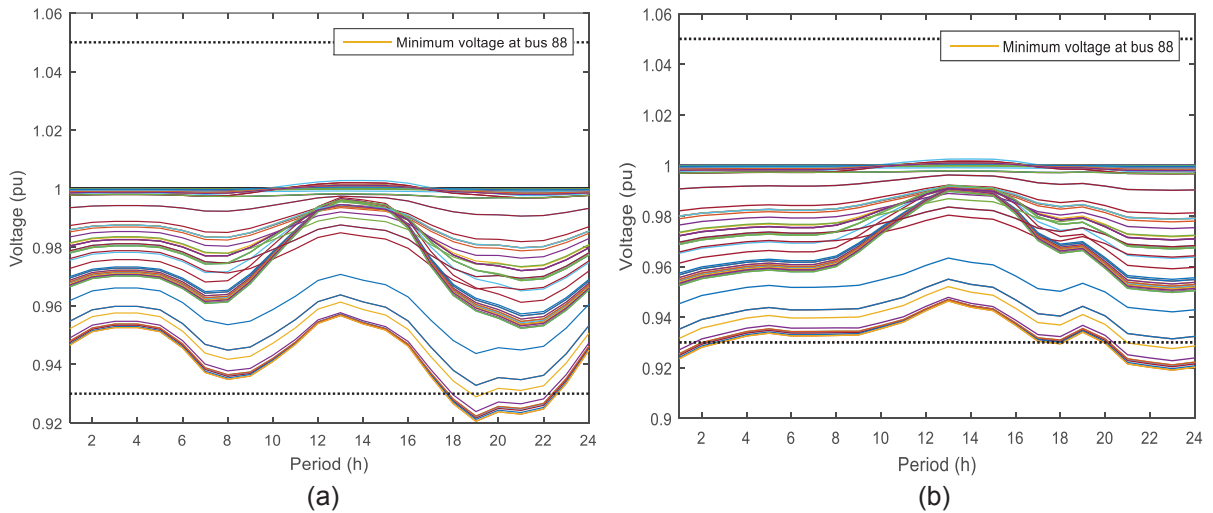 1.06
1.04
1.02
1
0.98
0.96
0.94
0.92
Voltage (pu)
Minimum voltage at bus 88
2 4 6 8 10 12 14 16 18 20 22 24
Period (h)
(a)
1.06
1.04
1.02
1
0.98
0.96
0.94
0.92
0.9
Voltage (pu)
Minimum voltage at bus 88
2 4 6 8 10 12 14 16 18 20 22 24
Period (h)
(b)